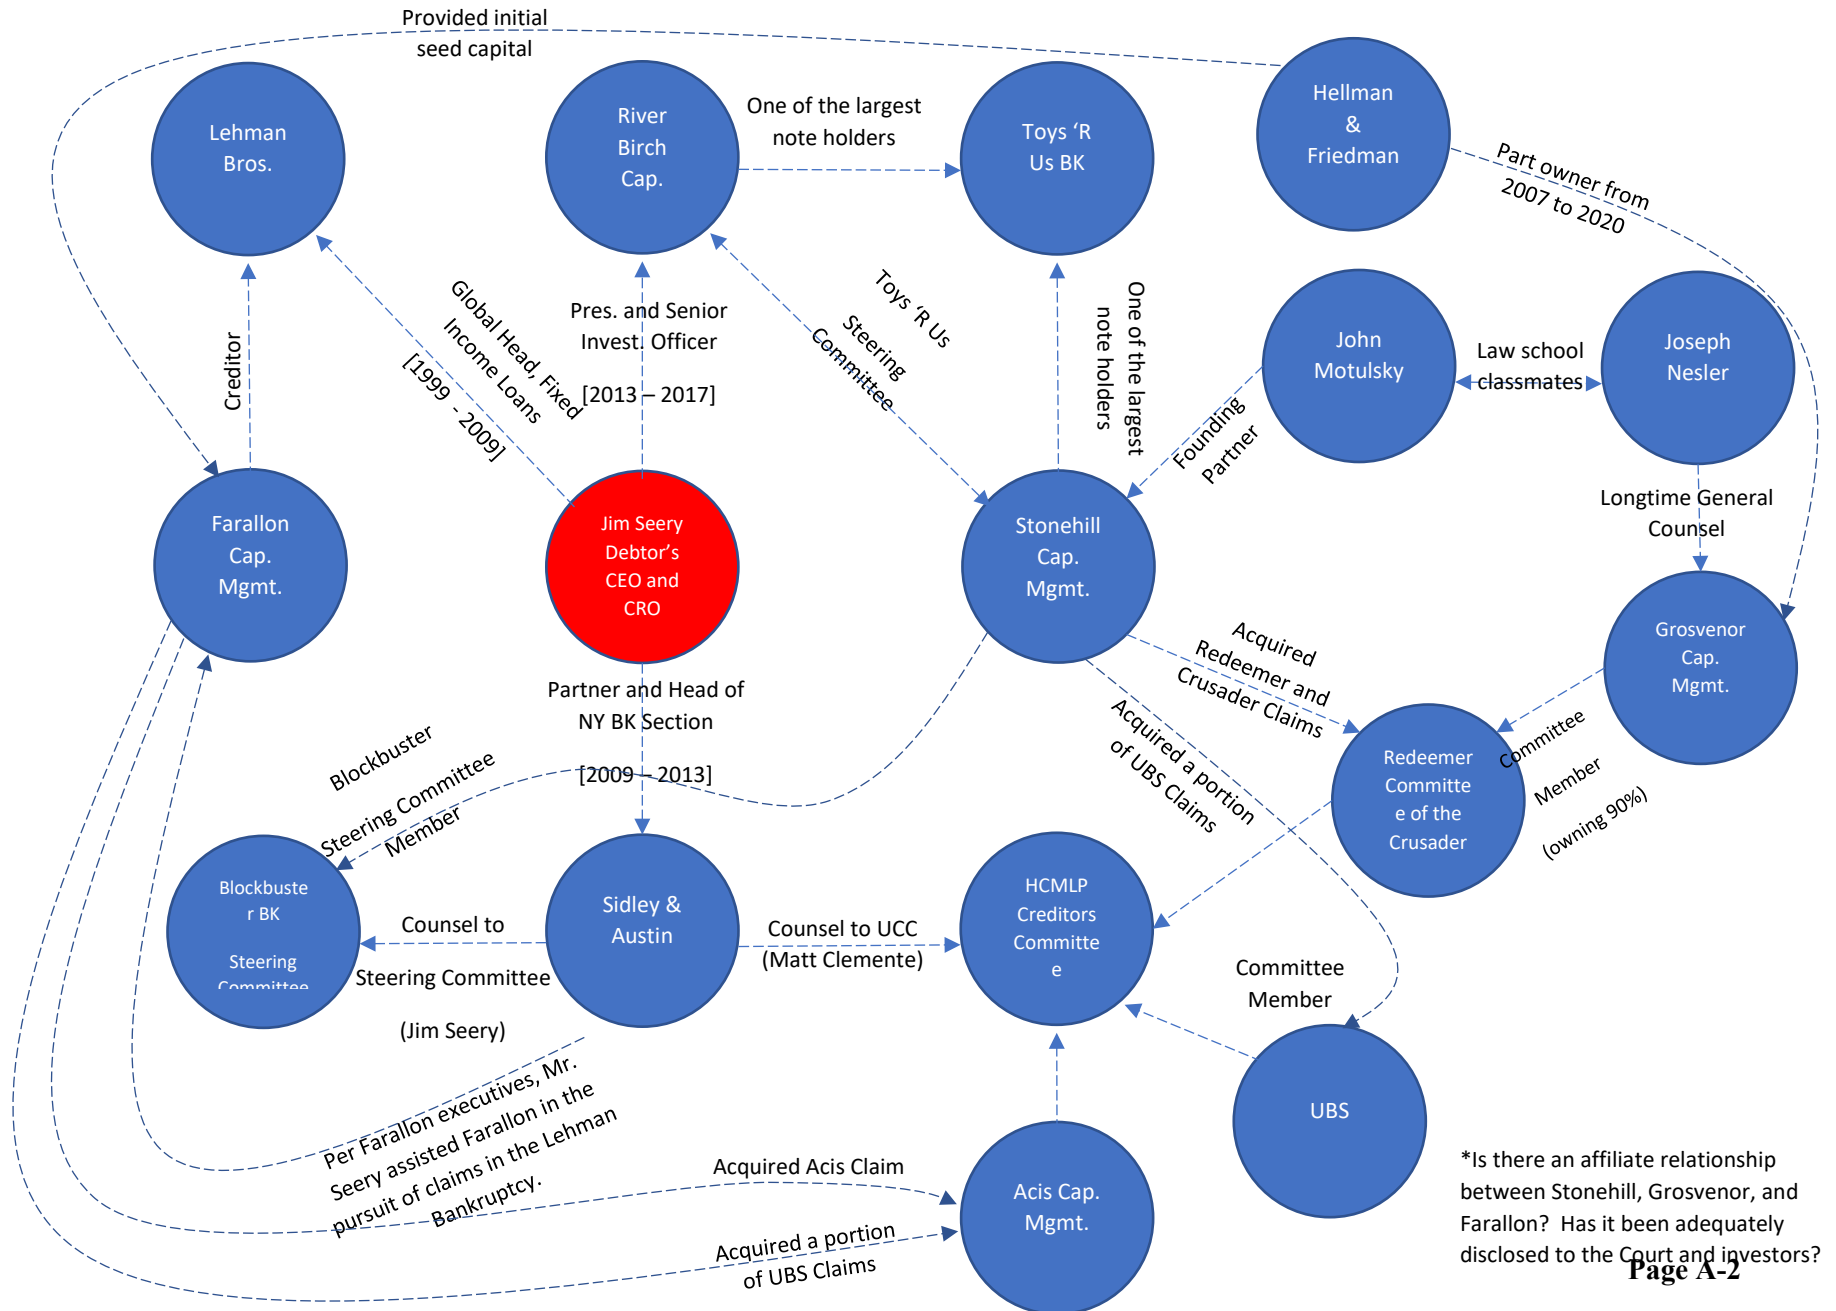 Provided initial
seed capital
Lehman
Bros.
River
Birch
Cap.
One of the largest
note holders
Toys ‘R
Us BK
Hellman
&
Friedman
Part owner from
2007 to 2020
Creditor
Global Head, Fixed
Income Loans
[1999 - 2009]
Pres. and Senior
Invest. Officer
[2013 – 2017]
Toys ‘R Us
Steering
Committee
One of the largest
note holders
John
Motulsky
Law school
classmates
Joseph
Nesler
Founding
Partner
Longtime General
Counsel
Farallon
Cap.
Mgmt.
Jim Seery
Debtor’s
CEO and
CRO
Stonehill
Cap.
Mgmt.
Grosvenor
Cap.
Mgmt.
Partner and Head of
NY BK Section
[2009 – 2013]
Acquired
Redeemer and
Crusader Claims
Acquired a portion
of UBS Claims
Redeemer
Committe
e of the
Crusader
Committee
Member
(owning 90%)
Blockbuster
Steering Committee
Member
Blockbuste
r BK
Steering
Committee
Counsel to
Steering Committee
(Jim Seery)
Sidley &
Austin
Counsel to UCC
(Matt Clemente)
HCMLP
Creditors
Committe
e
Committee
Member
UBS
Per Farallon executives, Mr.
Seery assisted Farallon in the
pursuit of claims in the Lehman
Bankruptcy.
Acquired Acis Claim
Acquired a portion
of UBS Claims
Acis Cap.
Mgmt.
*Is there an affiliate relationship
between Stonehill, Grosvenor, and
Farallon?  Has it been adequately
disclosed to the Court and investors?
Page A-2